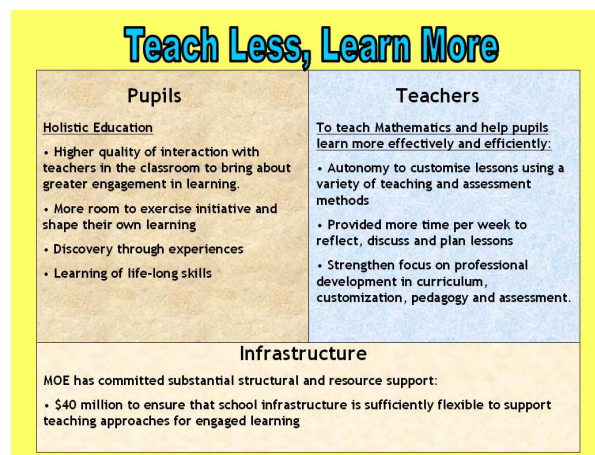 Teach Less, Learn More
Pupils
Holistic Education
• Higher quality of interaction with
teachers in the classroom to bring about
greater engagement in learning.
• More room to exercise initiative and
shape their own learning
• Discovery through experiences
• Learning of life-long skills
Teachers
To teach Mathematics and help pupils
learn more effectively and efficiently:
• Autonomy to customise lessons using a
variety of teaching and assessment
methods
• Provided more time per week to
reflect, discuss and plan lessons
• Strengthen focus on professional
development in curriculum,
customization, pedagogy and assessment.
Infrastructure
MOE has committed substantial structural and resource support:
• $40 million to ensure that school infrastructure is sufficiently flexible to support
teaching approaches for engaged learning